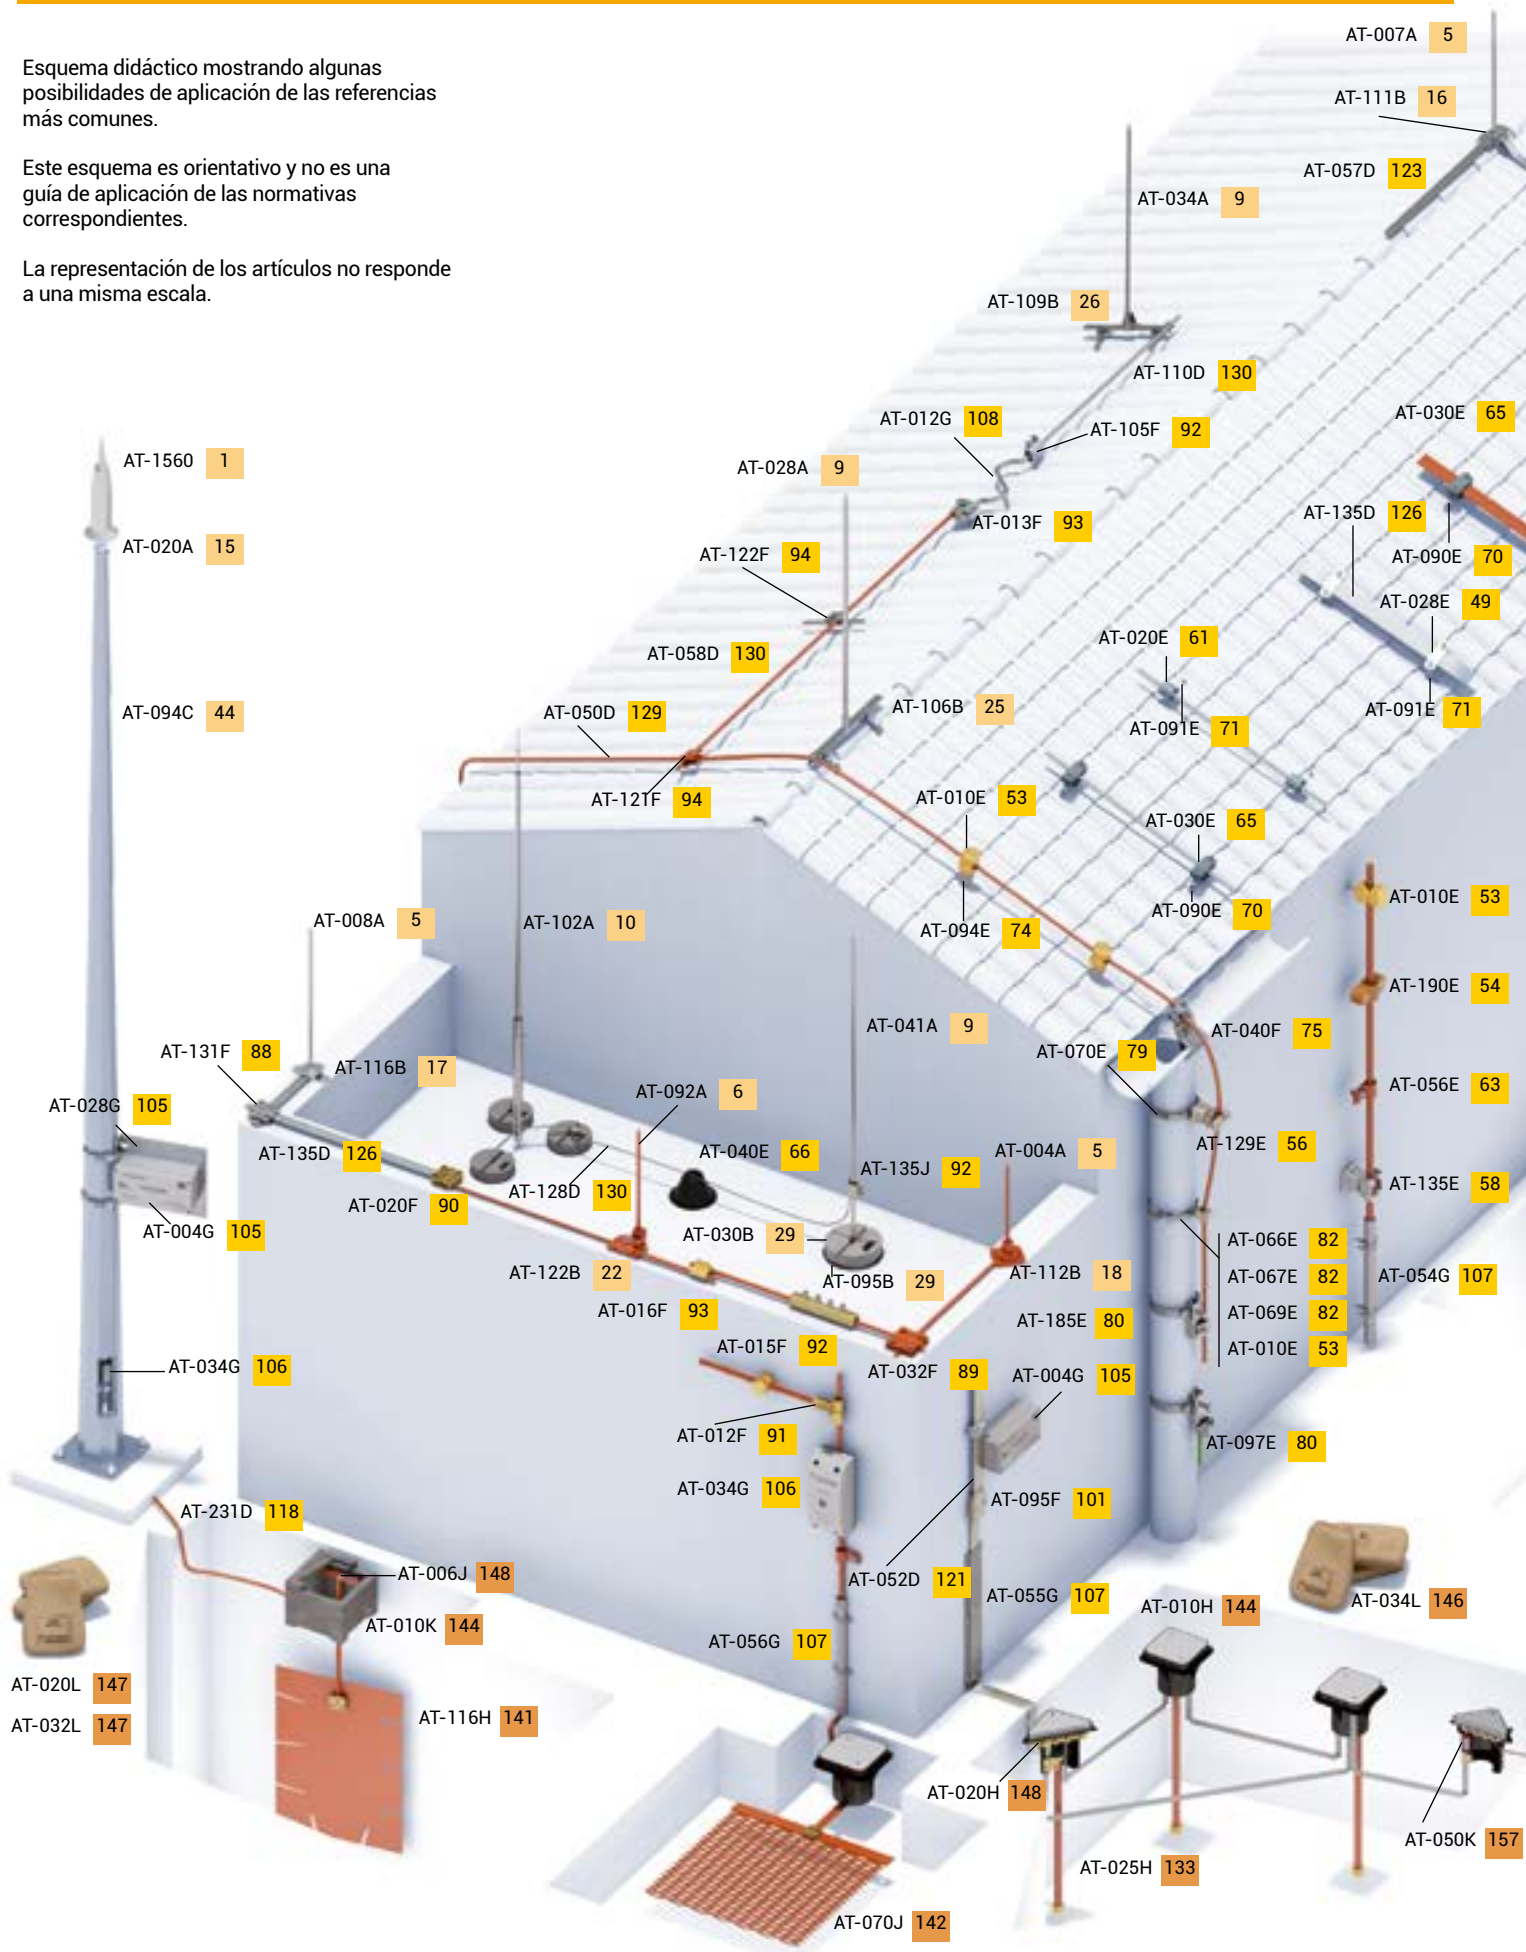 Esquema didáctico mostrando algunas
posibilidades de aplicación de las referencias
más comunes.
Este esquema es orientativo y no es una
guía de aplicación de las normativas
correspondientes.
La representación de los artículos no responde
a una misma escala.
AT-007A 5
AT-111B 16
AT-057D 123
AT-034A 9
AT-109B 26
AT-110D 130
AT-012G 108
AT-105F 92
AT-030E 65
AT-1560 1
AT-028A 9
AT-013F 93
AT-135D 126
AT-020A 15
AT-122F 94
AT-090E 70
AT-028E 49
AT-020E 61
AT-058D 130
AT-094C 44
AT-050D 129
AT-106B 25
AT-091E 71
AT-091E 71
AT-121F 94
AT-010E 53
AT-030E 65
AT-010E 53
AT-008A 5
AT-102A 10
AT-094E 74
AT-090E 70
AT-190E 54
AT-041A 9
AT-040F 75
AT-131F 88
AT-116B 17
AT-070E 79
AT-092A 6
AT-056E 63
AT-028G 105
AT-135D 126
AT-040E 66
AT-135J 92
AT-004A 5
AT-129E 56
AT-020F 90
AT-128D 130
AT-135E 58
AT-004G 105
AT-030B 29
AT-066E 82
AT-122B 22
AT-095B 29
AT-112B 18
AT-067E 82
AT-054G 107
AT-016F 93
AT-185E 80
AT-069E 82
AT-015F 92
AT-010E 53
AT-034G 106
AT-032F 89
AT-004G 105
AT-012F 91
AT-097E 80
AT-034G 106
AT-095F 101
AT-231D 118
AT-006J 148
AT-052D 121
AT-055G 107
AT-010H 144
AT-034L 146
AT-010K 144
AT-056G 107
AT-020L 147
AT-032L 147
AT-116H 141
AT-020H 148
AT-050K 157
AT-025H 133
AT-070J 142